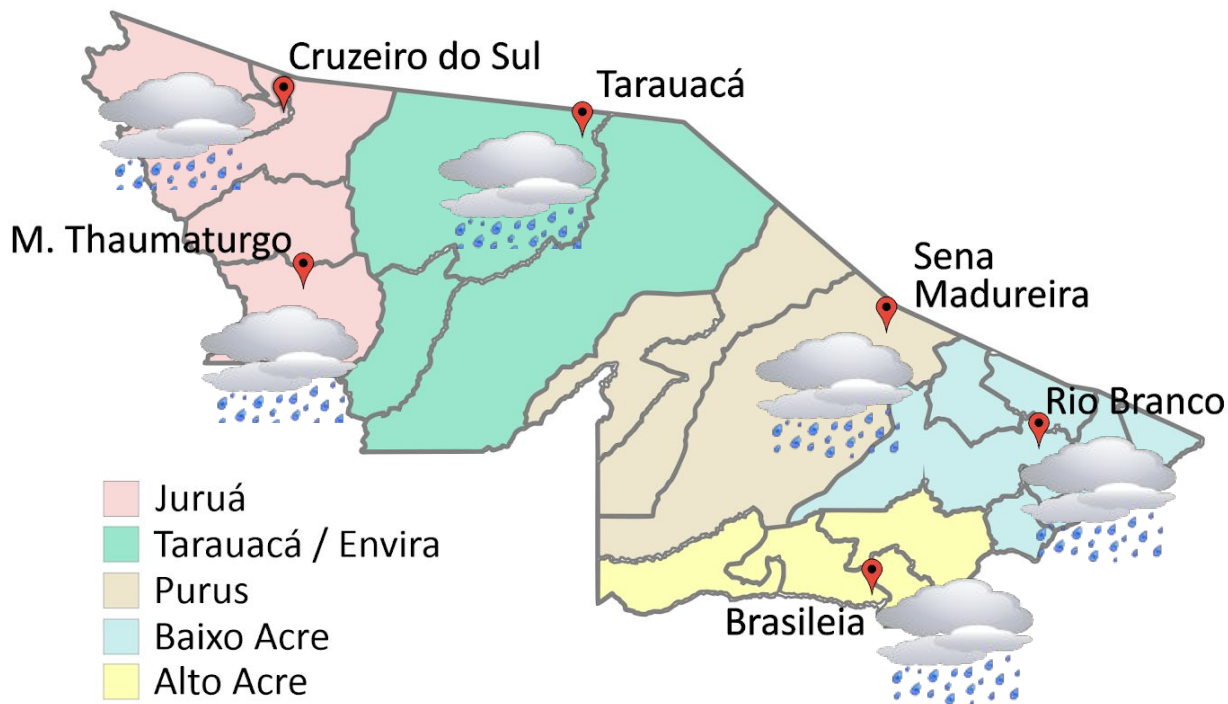 Cruzeiro do Sul
Tarauacá
M. Thaumaturgo
Sena
Madureira
Rio Branco
Brasileia
Juruá
Tarauacá / Envira
Purus
Baixo Acre
Alto Acre